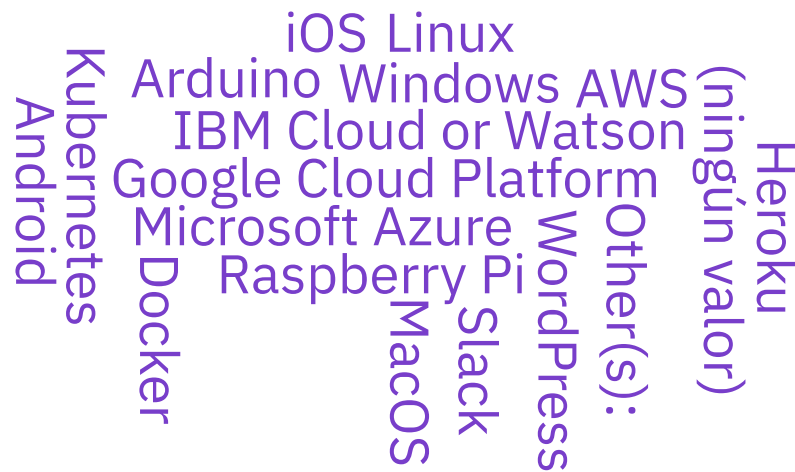 iOS
Linux
Arduino
Windows
AWS
IBM Cloud or Watson
Google Cloud Platform
Microsoft Azure
Raspberry Pi
Android
Kubernetes
Docker
MacOS
Slack
WordPress
Other(s):
(ningún valor)
Heroku